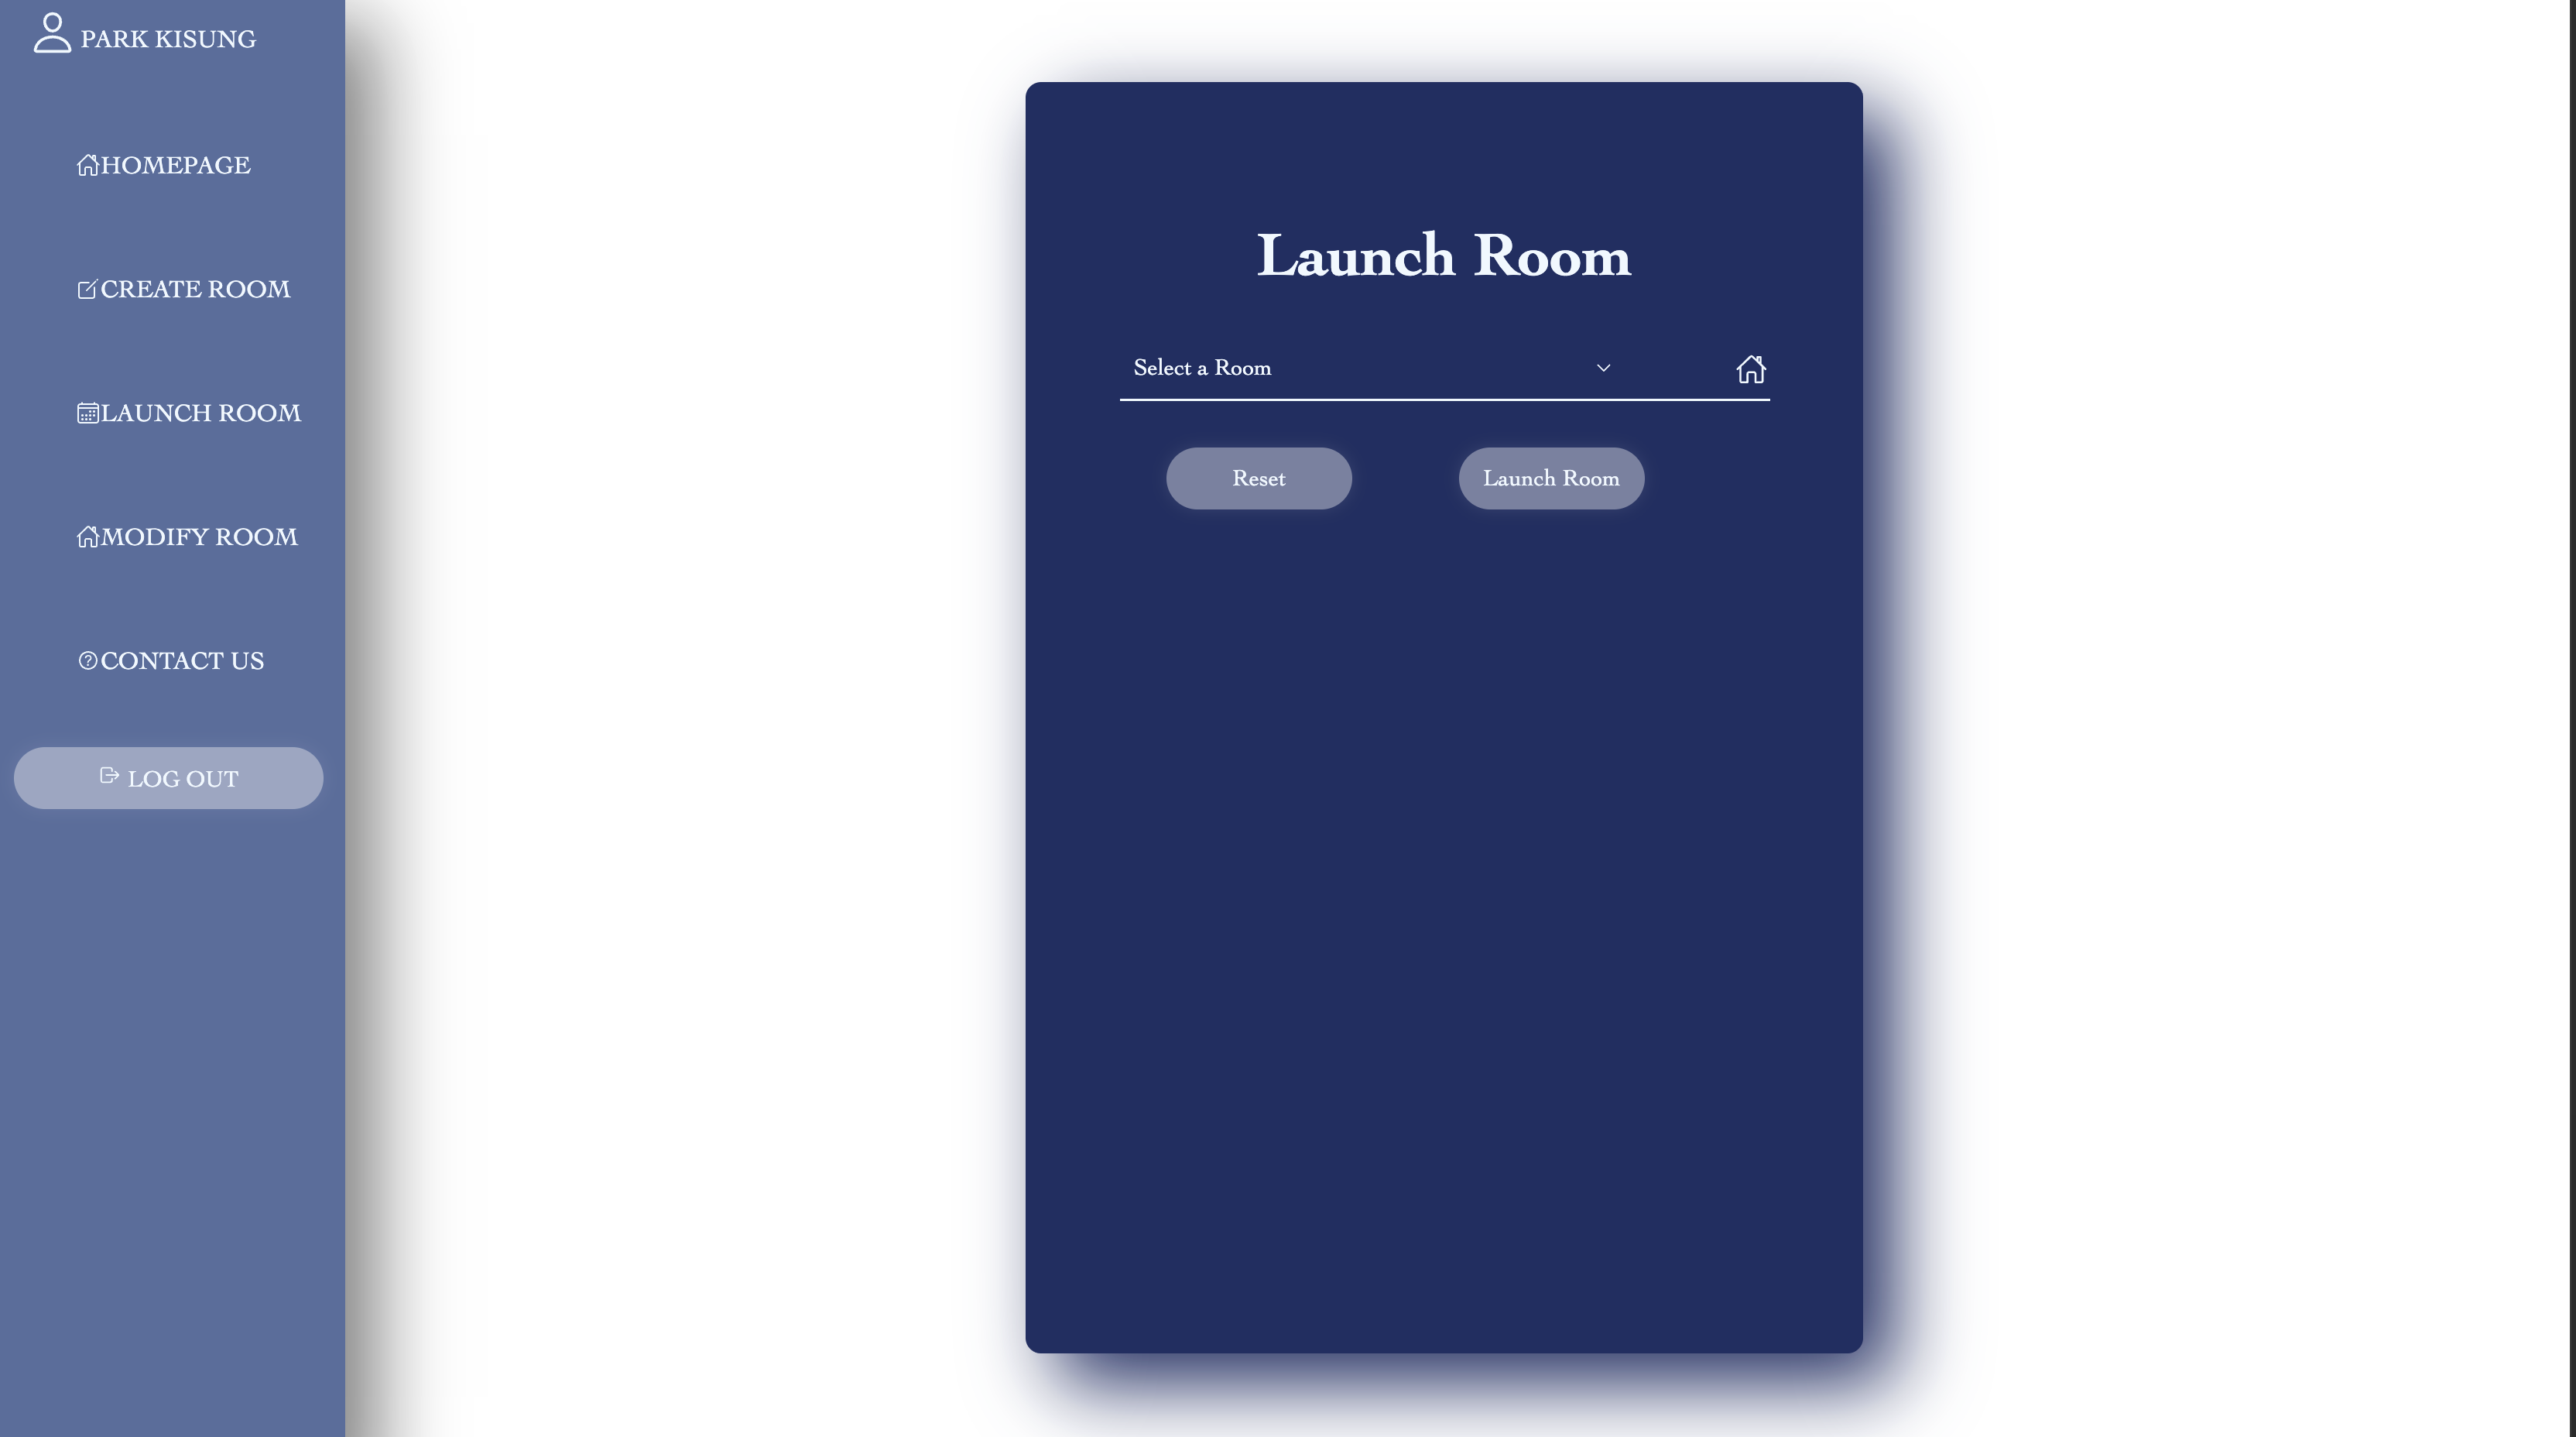 PARK KISUNG
HOMEPAGE
CREATE ROOM
LAUNCH ROOM
MODIFY ROOM
CONTACT US
LOG OUT
Launch Room
Select a Room
Reset
Launch Room